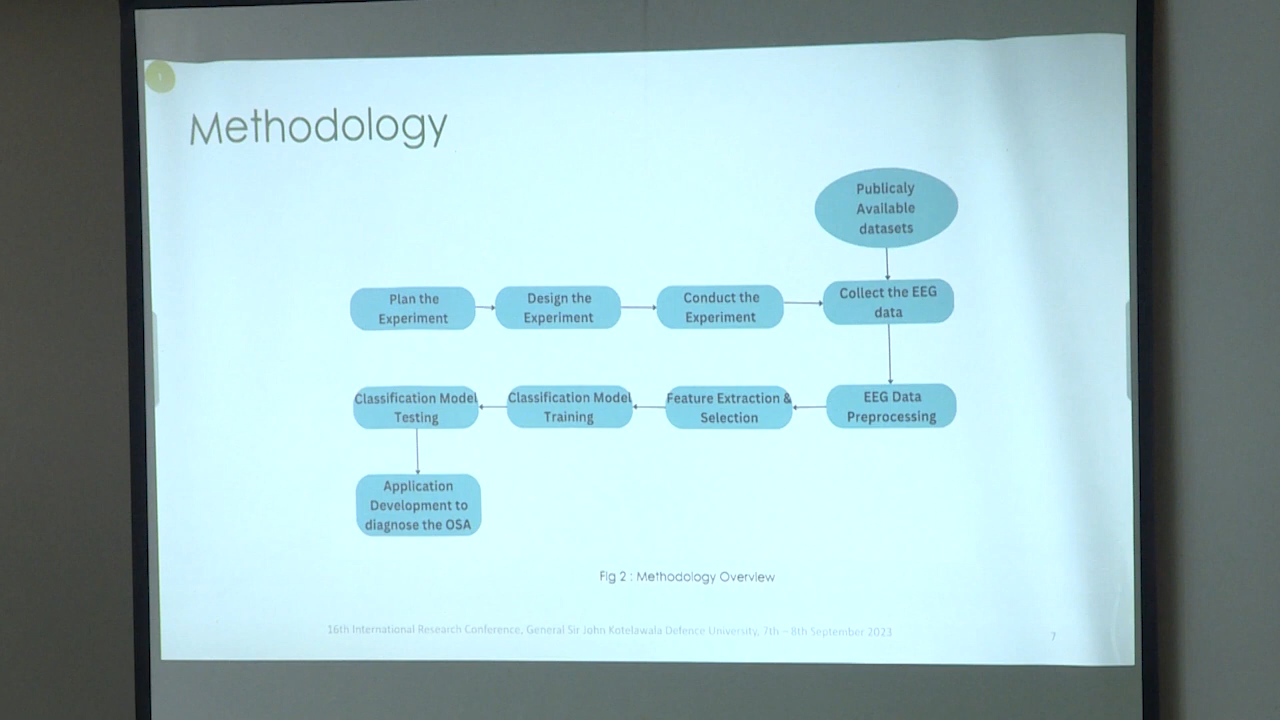 1
Methodology
Publicaly
Available
datasets
Plan the
Experiment
Design the
Experiment
Conduct the
Experiment
Collect the EEG
data
Classification Model
Testing
Classification Model
Training
Feature Extraction &
Selection
EEG Data
Preprocessing
Application
Development to
diagnose the OSA
Fig 2 : Methodology Overview
16th International Research Conference, General Sir John Kotelawala Defence University, 7th – 8th September 2023
7